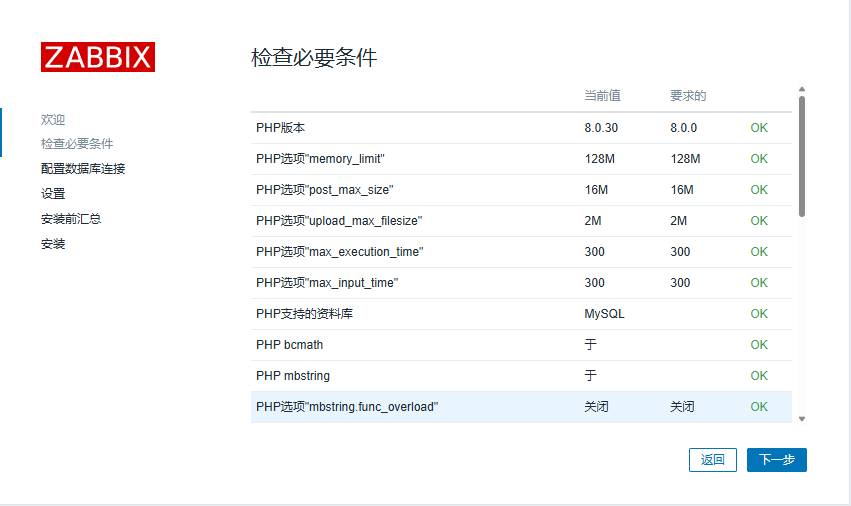 ZABBIX
欢迎
检查必要条件
配置数据库连接
设置
安装前汇总
安装
检查必要条件
当前值 要求的
PHP版本 8.0.30 8.0.0 OK
PHP选项"memory_limit" 128M 128M OK
PHP选项"post_max_size" 16M 16M OK
PHP选项"upload_max_filesize" 2M 2M OK
PHP选项"max_execution_time" 300 300 OK
PHP选项"max_input_time" 300 300 OK
PHP支持的资料库 MySQL OK
PHP bcmath 于 OK
PHP mbstring 于 OK
PHP选项"mbstring.func_overload" 关闭 关闭 OK
返回 下一步